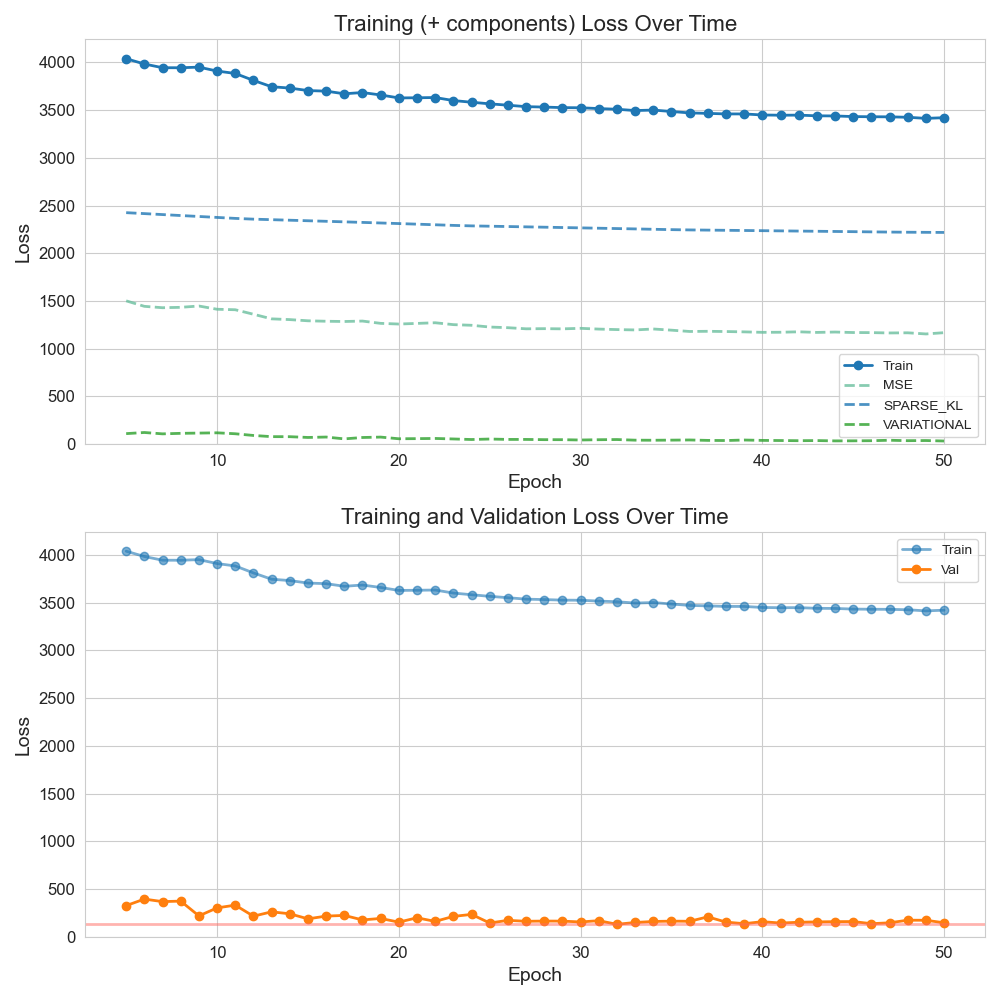 Training (+ components) Loss Over Time
4000
3500
3000
2500
2000
1500
1000
500
0
Loss
10 20 30 40 50
Epoch
Train
MSE
SPARSE_KL
VARIATIONAL
Training and Validation Loss Over Time
4000
3500
3000
2500
2000
1500
1000
500
0
Loss
10 20 30 40 50
Epoch
Train
Val